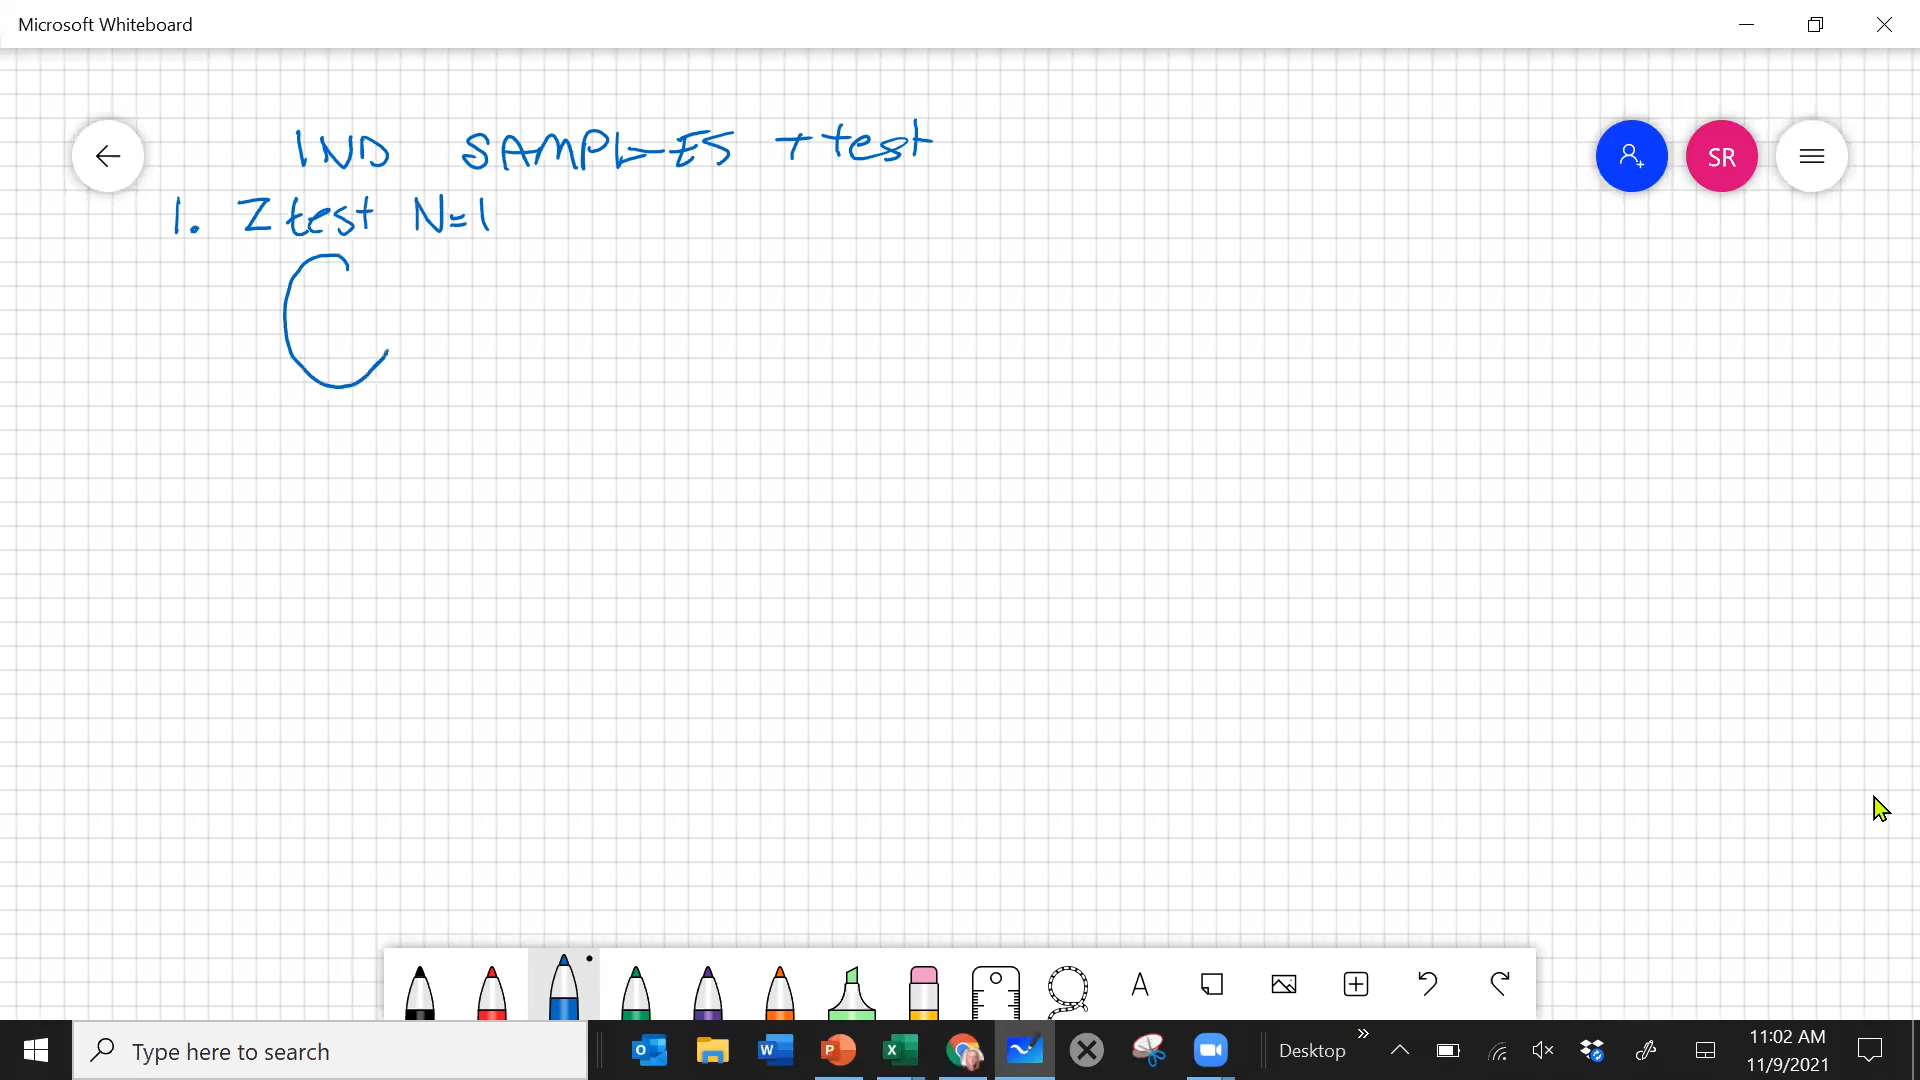 Microsoft Whiteboard
IND SAMPLES t test
SR
1. Z test N=1
A
Type here to search
Desktop
11:02 AM
11/9/2021